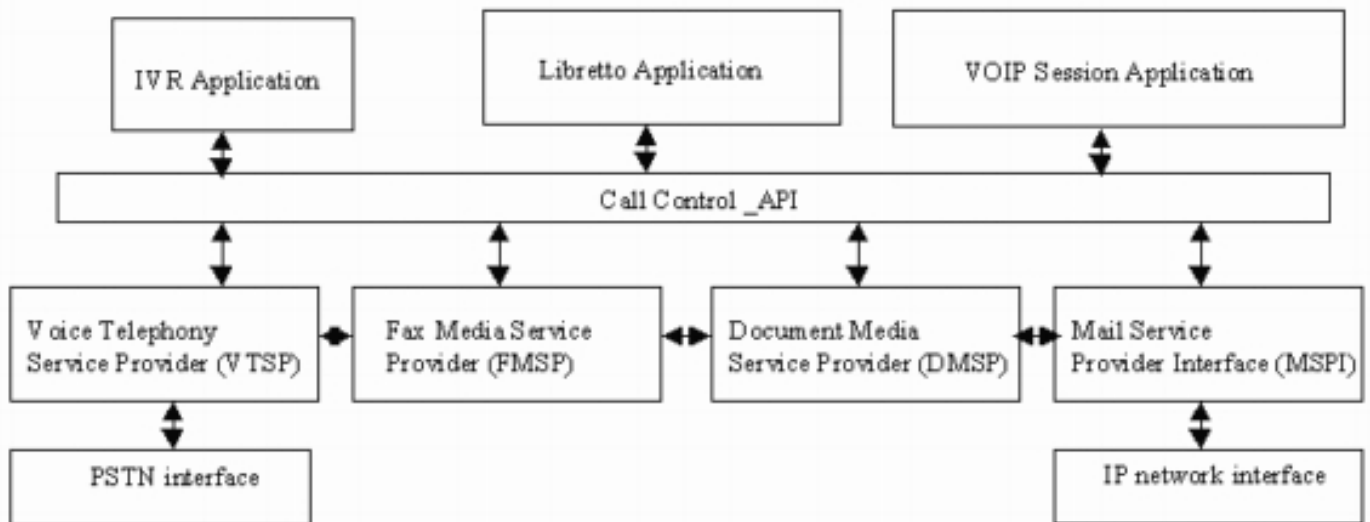 IVR Application
Libretto Application
VOIP Session Application
Call Control _API
Voice Telephony
Service Provider (VTSP)
Fax Media Service
Provider (FMSP)
Document Media
Service Provider (DMSP)
Mail Service
Provider Interface (MSPI)
PSTN interface
IP network interface